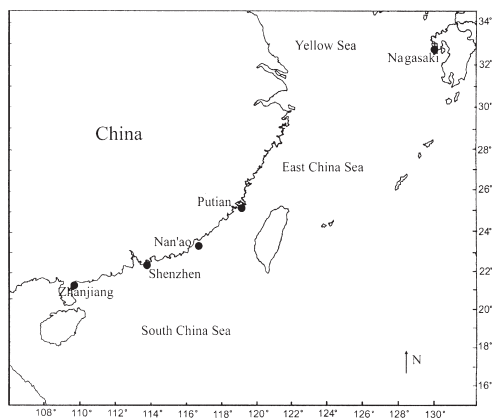 Yellow Sea
Nagasaki
China
East China Sea
Putian
Nan'ao
Shenzhen
Zhanjiang
South China Sea
N
34°
32°
30°
28°
26°
24°
22°
20°
18°
16°
108° 110° 112° 114° 116° 118° 120° 122° 124° 126° 128° 130°